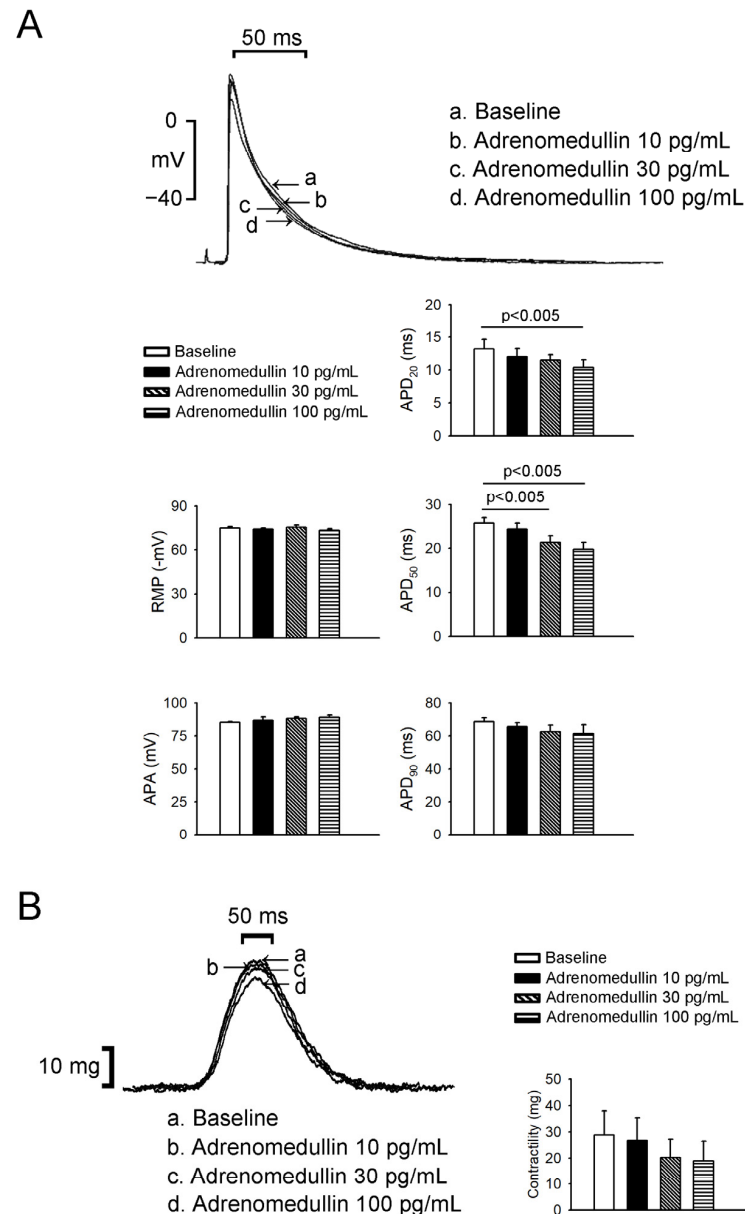 A
50 ms
0
mV
−40
a
b
c
d
a. Baseline
b. Adrenomedullin 10 pg/mL
c. Adrenomedullin 30 pg/mL
d. Adrenomedullin 100 pg/mL
Baseline
Adrenomedullin 10 pg/mL
Adrenomedullin 30 pg/mL
Adrenomedullin 100 pg/mL
APD20 (ms)
20
15
10
5
0
p<0.005
RMP (-mV)
90
60
30
0
APD50 (ms)
30
20
10
0
p<0.005
p<0.005
APA (mV)
100
75
50
25
0
APD90 (ms)
80
60
40
20
0
B
50 ms
a
b
c
d
10 mg
a. Baseline
b. Adrenomedullin 10 pg/mL
c. Adrenomedullin 30 pg/mL
d. Adrenomedullin 100 pg/mL
Baseline
Adrenomedullin 10 pg/mL
Adrenomedullin 30 pg/mL
Adrenomedullin 100 pg/mL
Contractility (mg)
50
40
30
20
10
0